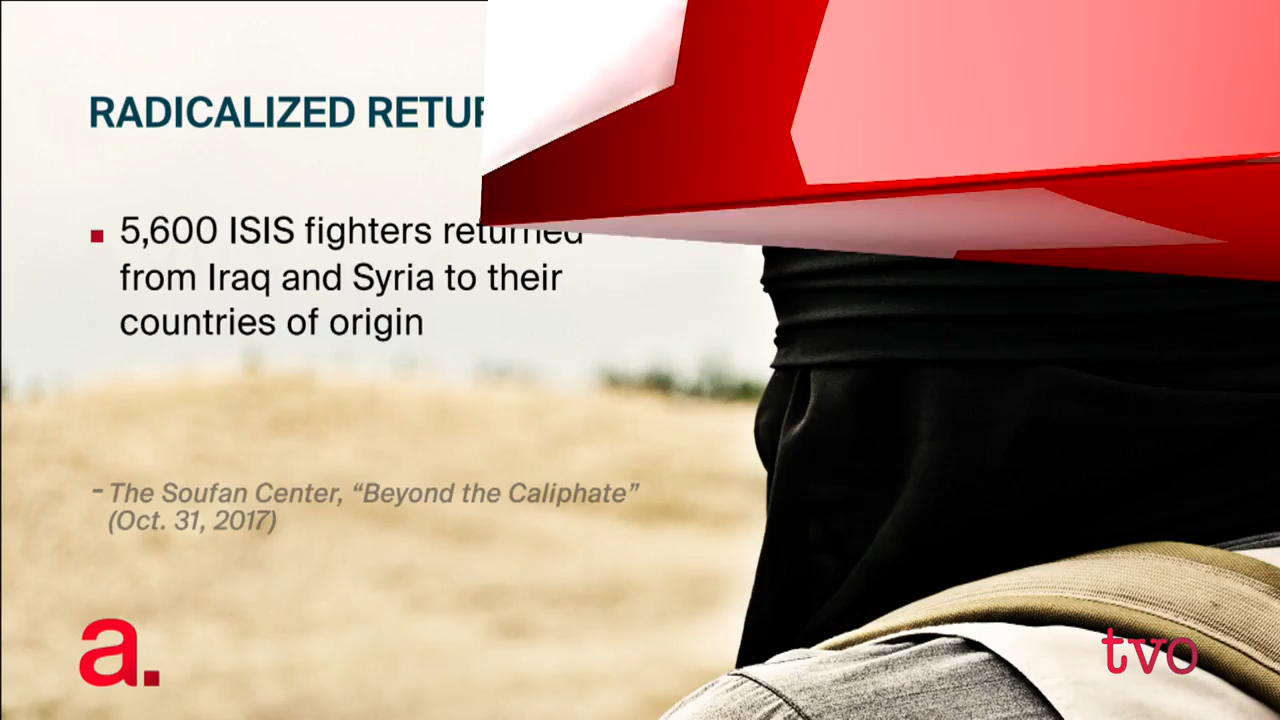 RADICALIZED
▪ 5,600 ISIS fighters returned
from Iraq and Syria to their
countries of origin
- The Soufan Center, “Beyond the Caliphate”
(Oct. 31, 2017)
a.
tvo